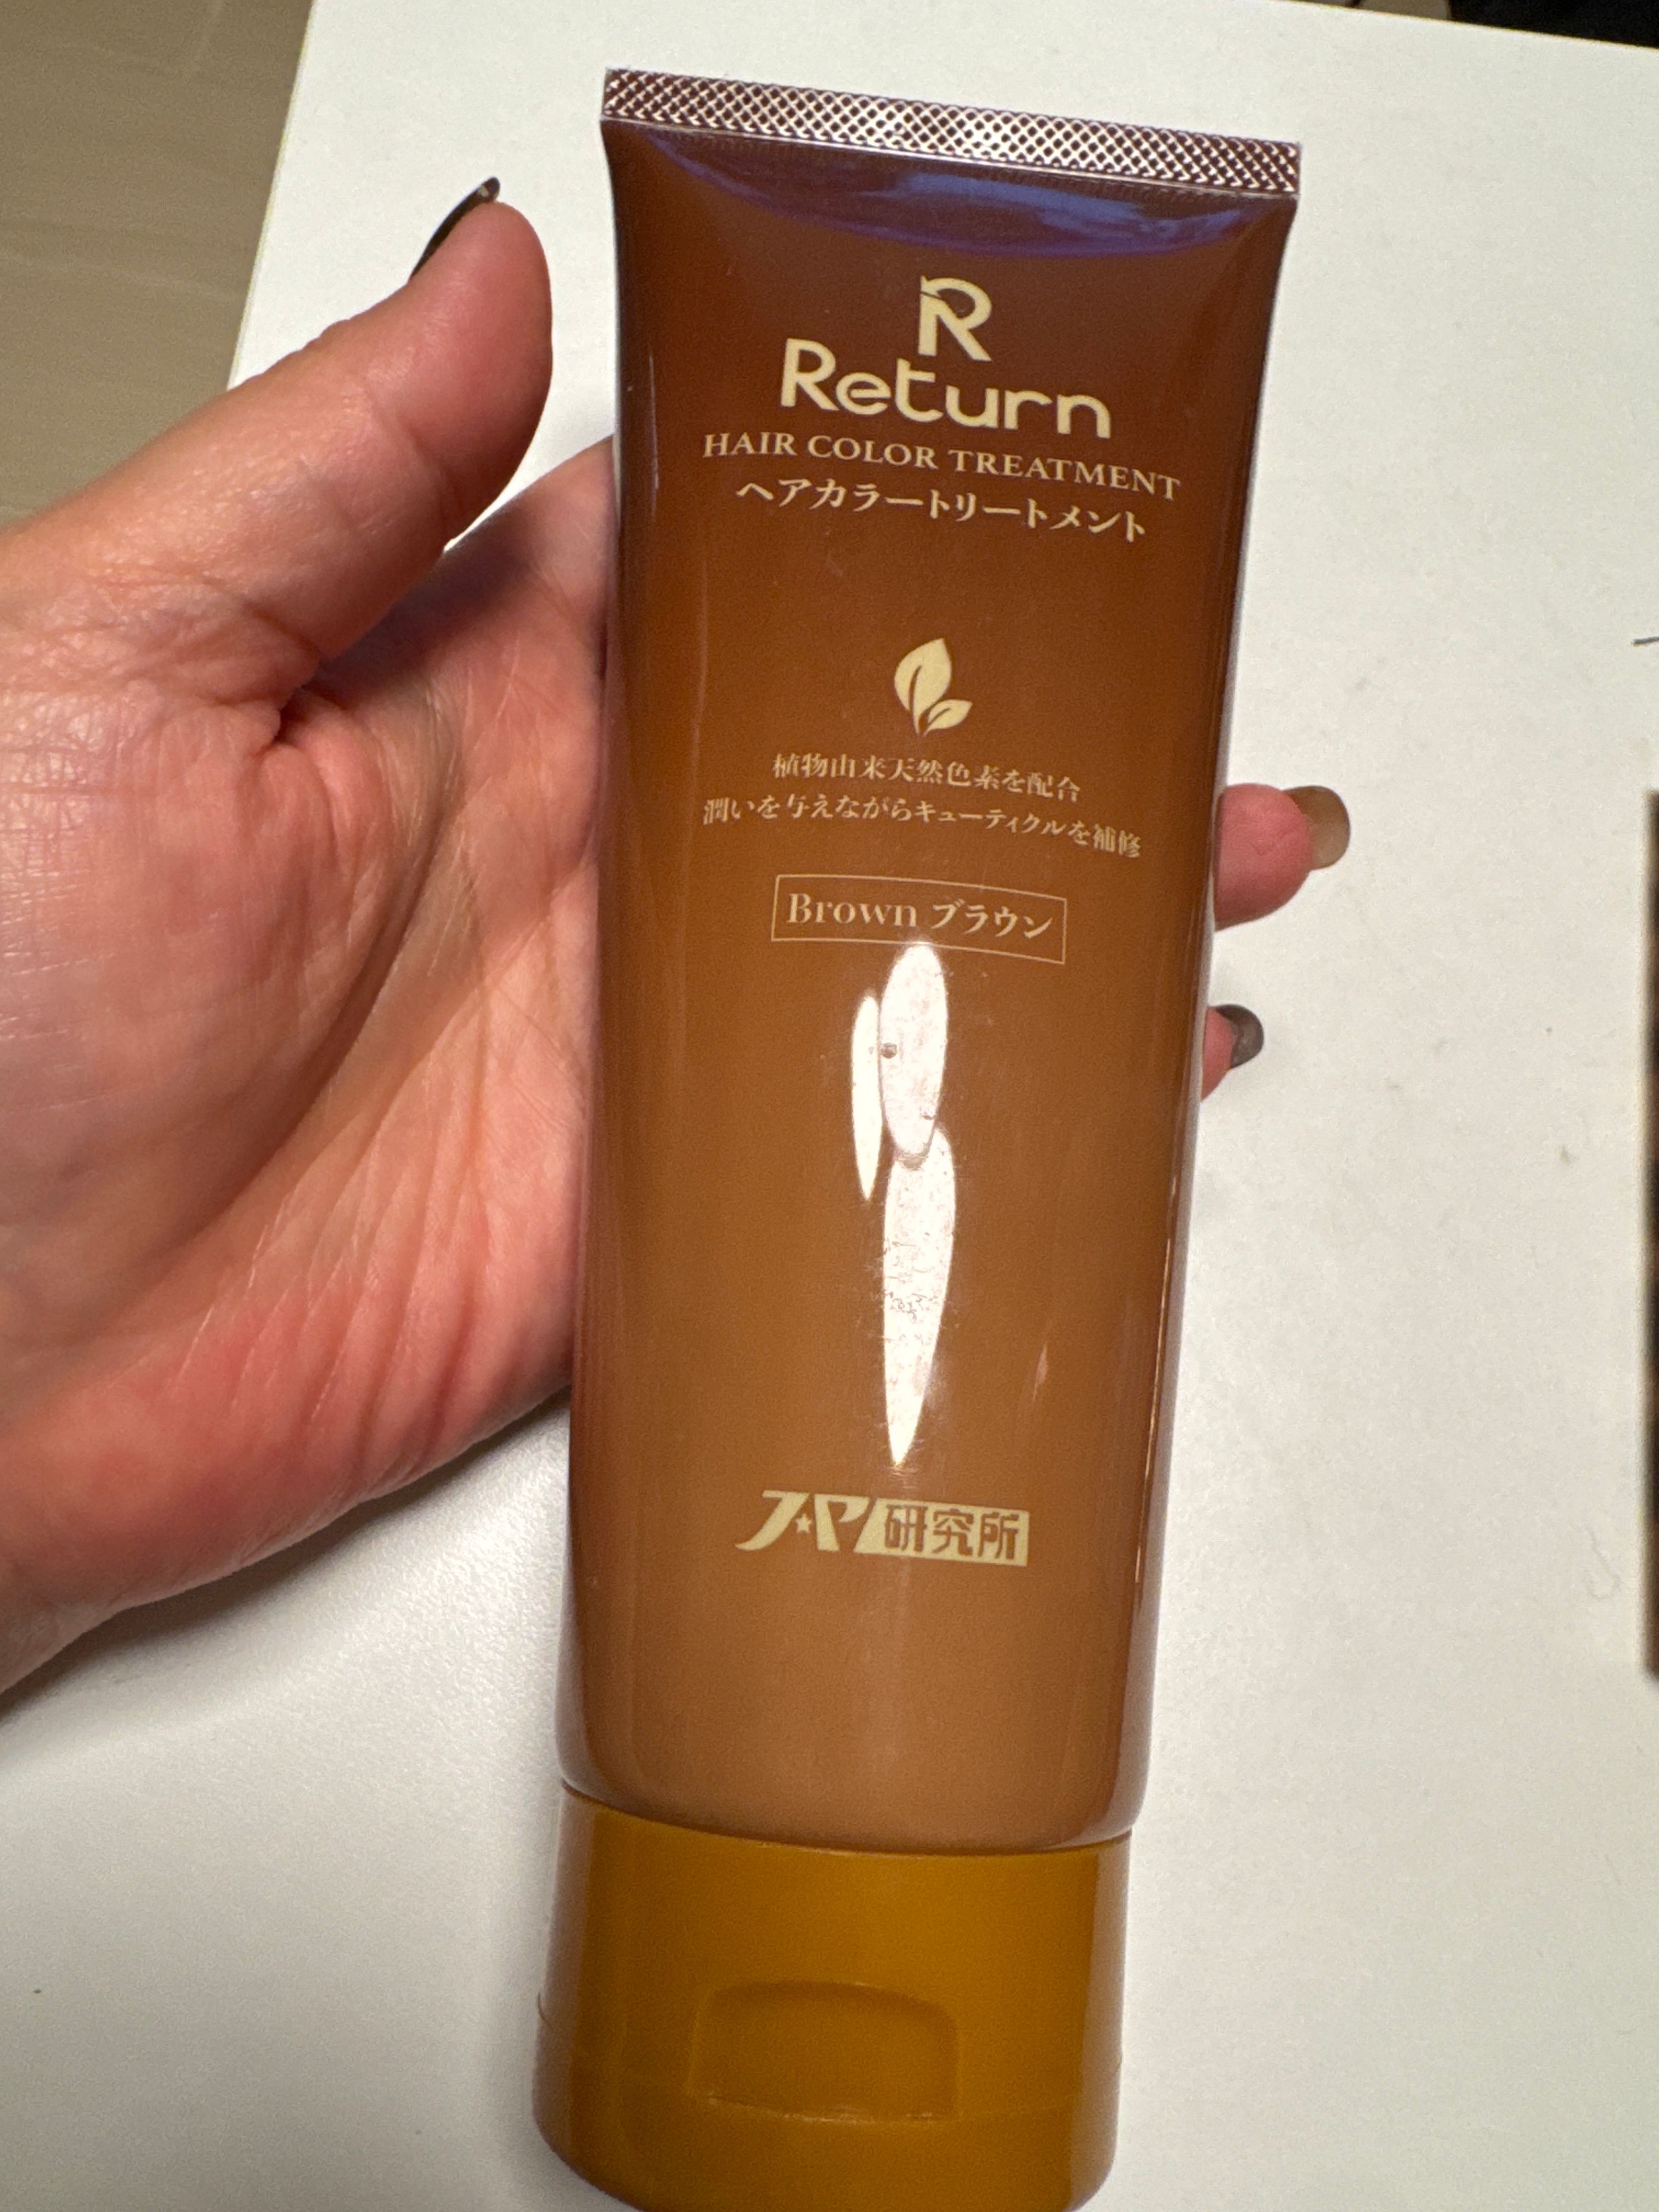 R
Return
HAIR COLOR TREATMENT
ヘアカラートリートメント
植物由来天然色素を配合
潤いを与えながらキューティクルを補修
Brown ブラウン
研究所